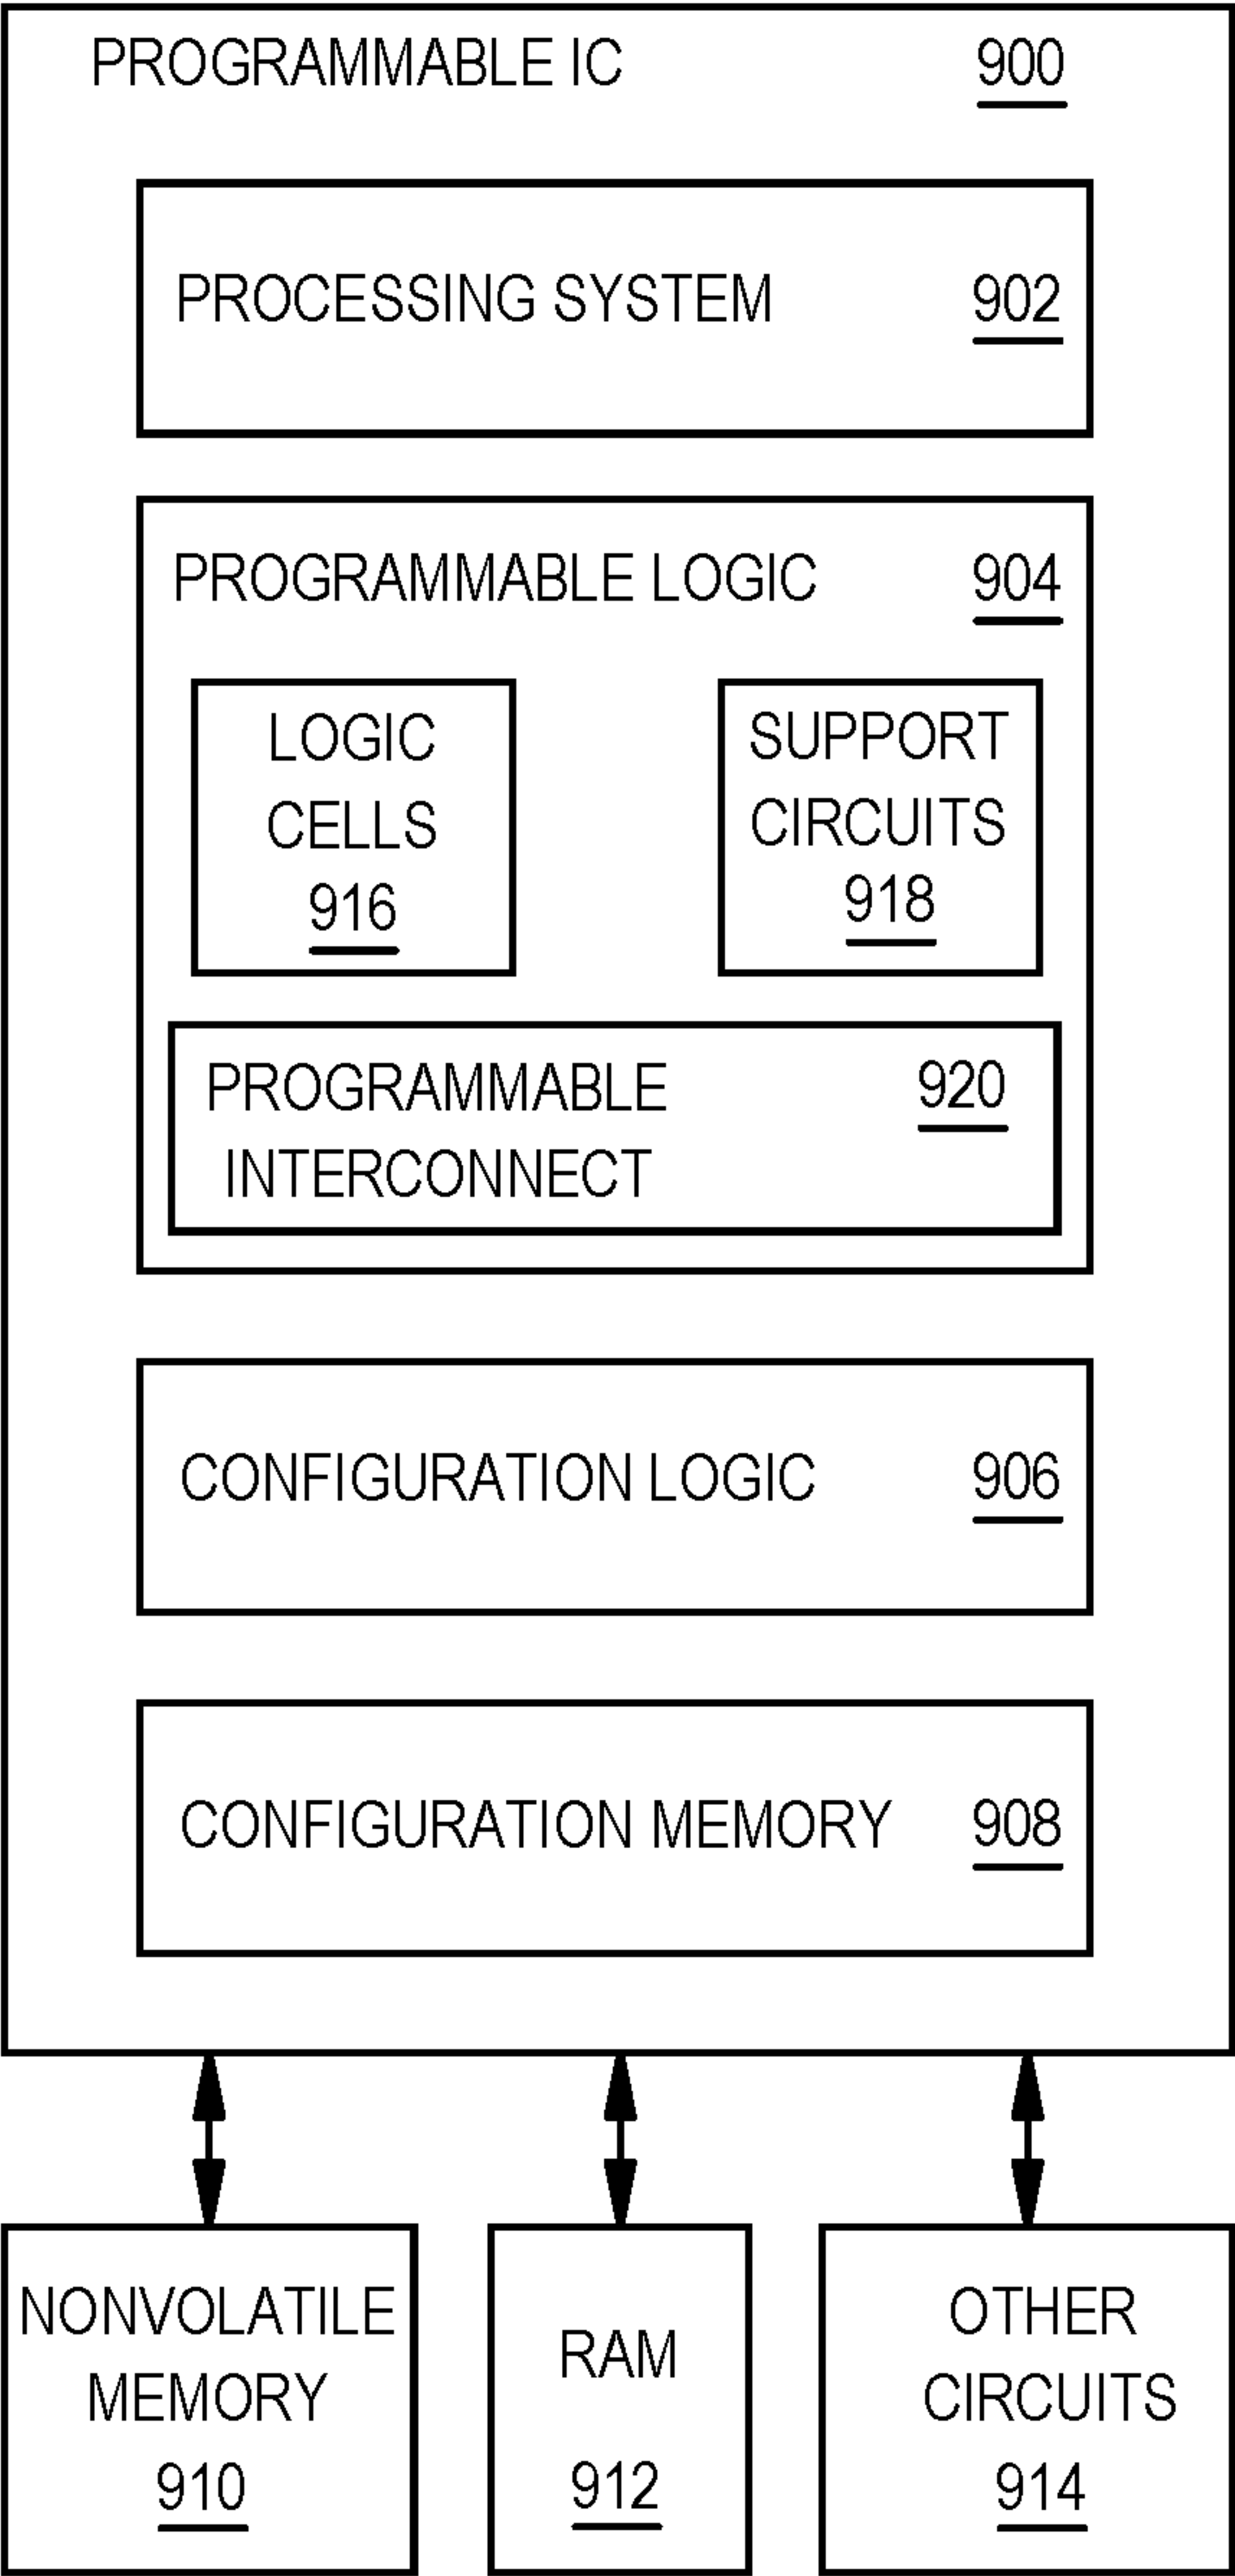 PROGRAMMABLE IC 900
PROCESSING SYSTEM 902
PROGRAMMABLE LOGIC 904
LOGIC
CELLS
916
SUPPORT
CIRCUITS
918
PROGRAMMABLE 920
INTERCONNECT
CONFIGURATION LOGIC 906
CONFIGURATION MEMORY 908
NONVOLATILE
MEMORY
910
RAM
912
OTHER
CIRCUITS
914